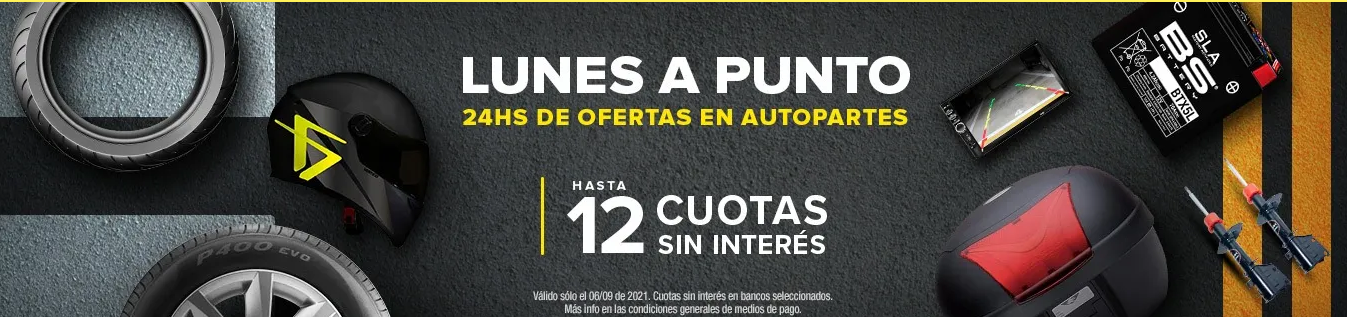 LUNES A PUNTO
24HS DE OFERTAS EN AUTOPARTES
HASTA
12 CUOTAS
SIN INTERÉS
Válido sólo el 06/09 de 2021. Cuotas sin interés en bancos seleccionados.
Más info en las condiciones generales de medios de pago.
P400 EVO
SLA
BS
BATTERY
BTX5L